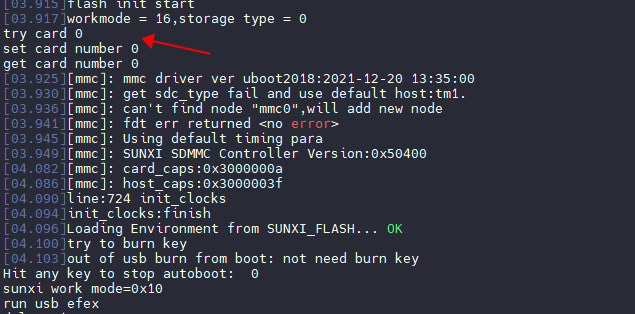 [03.915]flash init start
[03.917]workmode = 16,storage type = 0
try card 0
set card number 0
get card number 0
[03.925][mmc]: mmc driver ver uboot2018:2021-12-20 13:35:00
[03.930][mmc]: get sdc_type fail and use default host:tm1.
[03.936][mmc]: can't find node "mmc0",will add new node
[03.941][mmc]: fdt err returned <no error>
[03.945][mmc]: Using default timing para
[03.949][mmc]: SUNXI SDMMC Controller Version:0x50400
[04.082][mmc]: card_caps:0x3000000a
[04.086][mmc]: host_caps:0x3000003f
[04.090]line:724 init_clocks
[04.094]init_clocks:finish
[04.096]Loading Environment from SUNXI_FLASH... OK
[04.100]try to burn key
[04.103]out of usb burn from boot: not need burn key
Hit any key to stop autoboot:  0
sunxi work mode=0x10
run usb efex